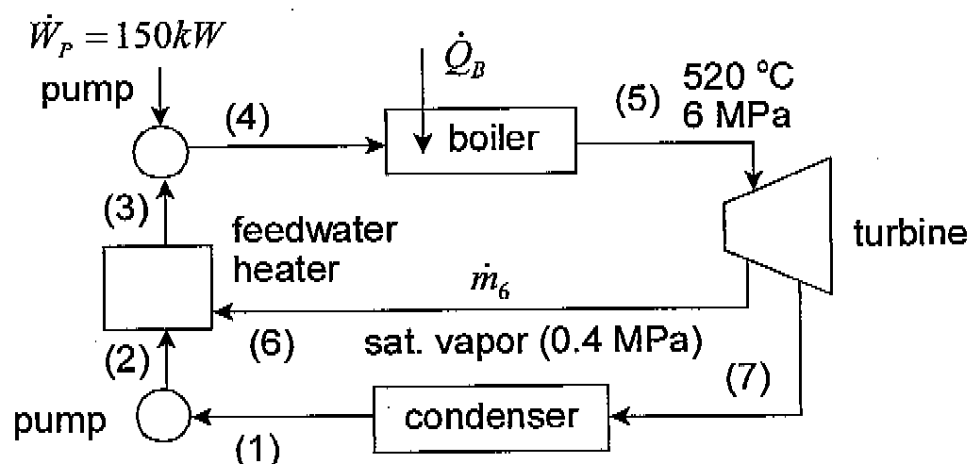 Ẇ_P = 150kW
pump
(4)
Q̇_B
boiler
(5)
520 °C
6 MPa
turbine
(3)
feedwater
heater
ṁ_6
(6)
sat. vapor (0.4 MPa)
(2)
(7)
pump
(1)
condenser